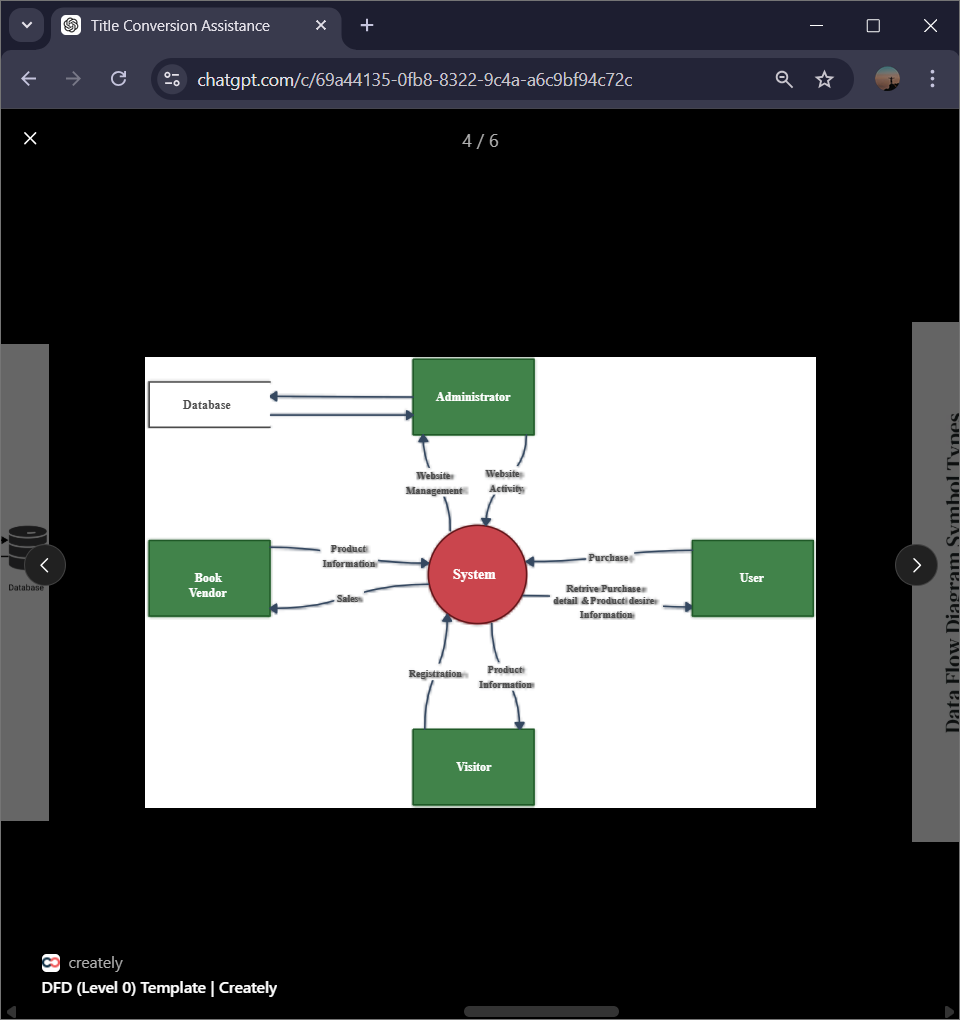 Title Conversion Assistance
chatgpt.com/c/69a44135-0fb8-8322-9c4a-a6c9bf94c72c
4 / 6
Database
Administrator
Website
Management
Website
Activity
Book
Vendor
Product
Information
Sales
System
Purchase
Retrive Purchase
detail & Product desire
Information
User
Registration
Product
Information
Visitor
Database
Data Flow Diagram Symbol Types
creately
DFD (Level 0) Template | Creately